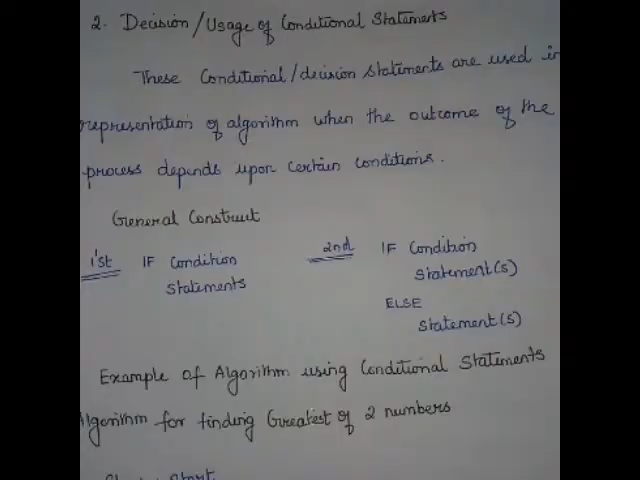 2. Decision/Usage of Conditional Statements
These Conditional/decision statements are used in
representation of algorithm when the outcome of the
process depends upon certain conditions.
General Construct
1st IF Condition
Statements
2nd IF Condition
Statement(s)
ELSE
Statement(s)
Example of Algorithm using Conditional Statements
Algorithm for finding Greatest of 2 numbers
Start